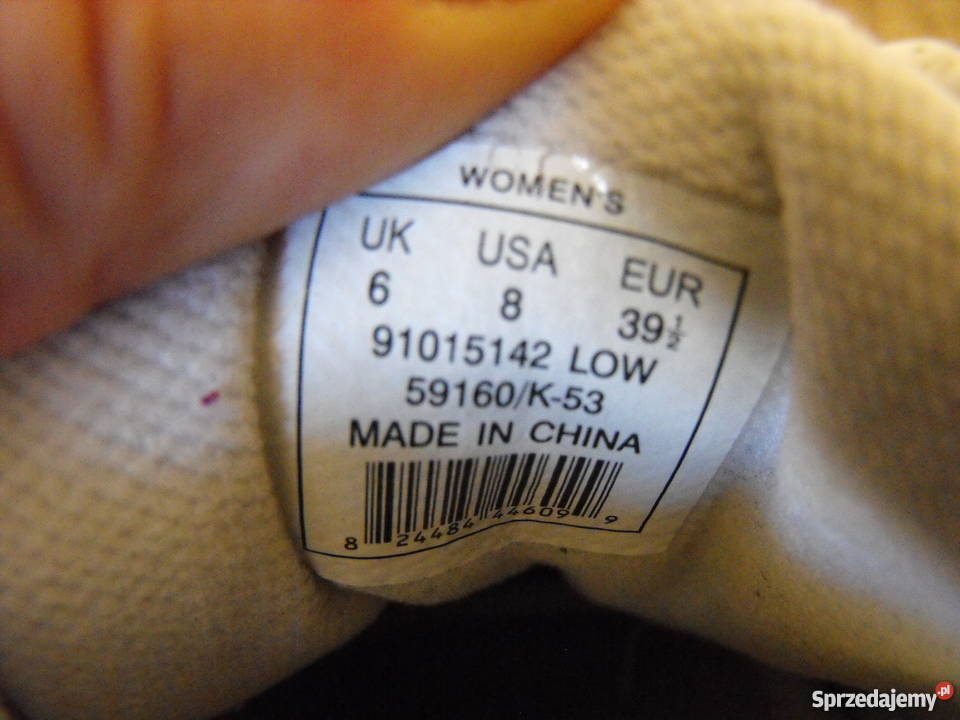 WOMEN'S
UK USA EUR
6 8 39½
91015142 LOW
59160/K-53
MADE IN CHINA
8 24484 44609 9
Sprzedajemy.pl